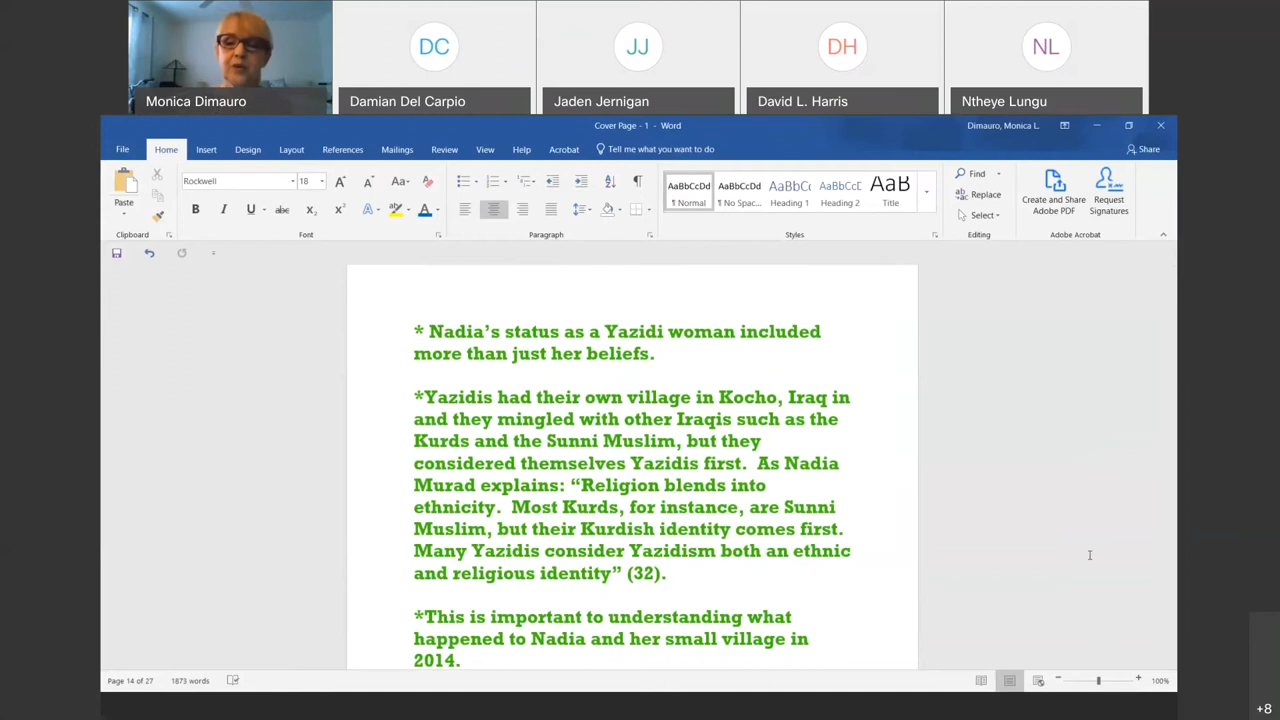 DC
JJ
DH
NL
Monica Dimauro
Damian Del Carpio
Jaden Jernigan
David L. Harris
Ntheye Lungu
Cover Page - 1 - Word
Dimauro, Monica L.
File
Home
Insert
Design
Layout
References
Mailings
Review
View
Help
Acrobat
Tell me what you want to do
Share
Paste
Clipboard
Rockwell
18
Font
Paragraph
AaBbCcDd
¶ Normal
AaBbCcDd
¶ No Spac...
AaBbCc
Heading 1
AaBbCcD
Heading 2
AaB
Title
Styles
Find
Replace
Select
Editing
Create and Share
Adobe PDF
Request
Signatures
Adobe Acrobat
* Nadia’s status as a Yazidi woman included
more than just her beliefs.
*Yazidis had their own village in Kocho, Iraq in
and they mingled with other Iraqis such as the
Kurds and the Sunni Muslim, but they
considered themselves Yazidis first. As Nadia
Murad explains: “Religion blends into
ethnicity. Most Kurds, for instance, are Sunni
Muslim, but their Kurdish identity comes first.
Many Yazidis consider Yazidism both an ethnic
and religious identity” (32).
*This is important to understanding what
happened to Nadia and her small village in
2014.
Page 14 of 27
1873 words
100%
+8